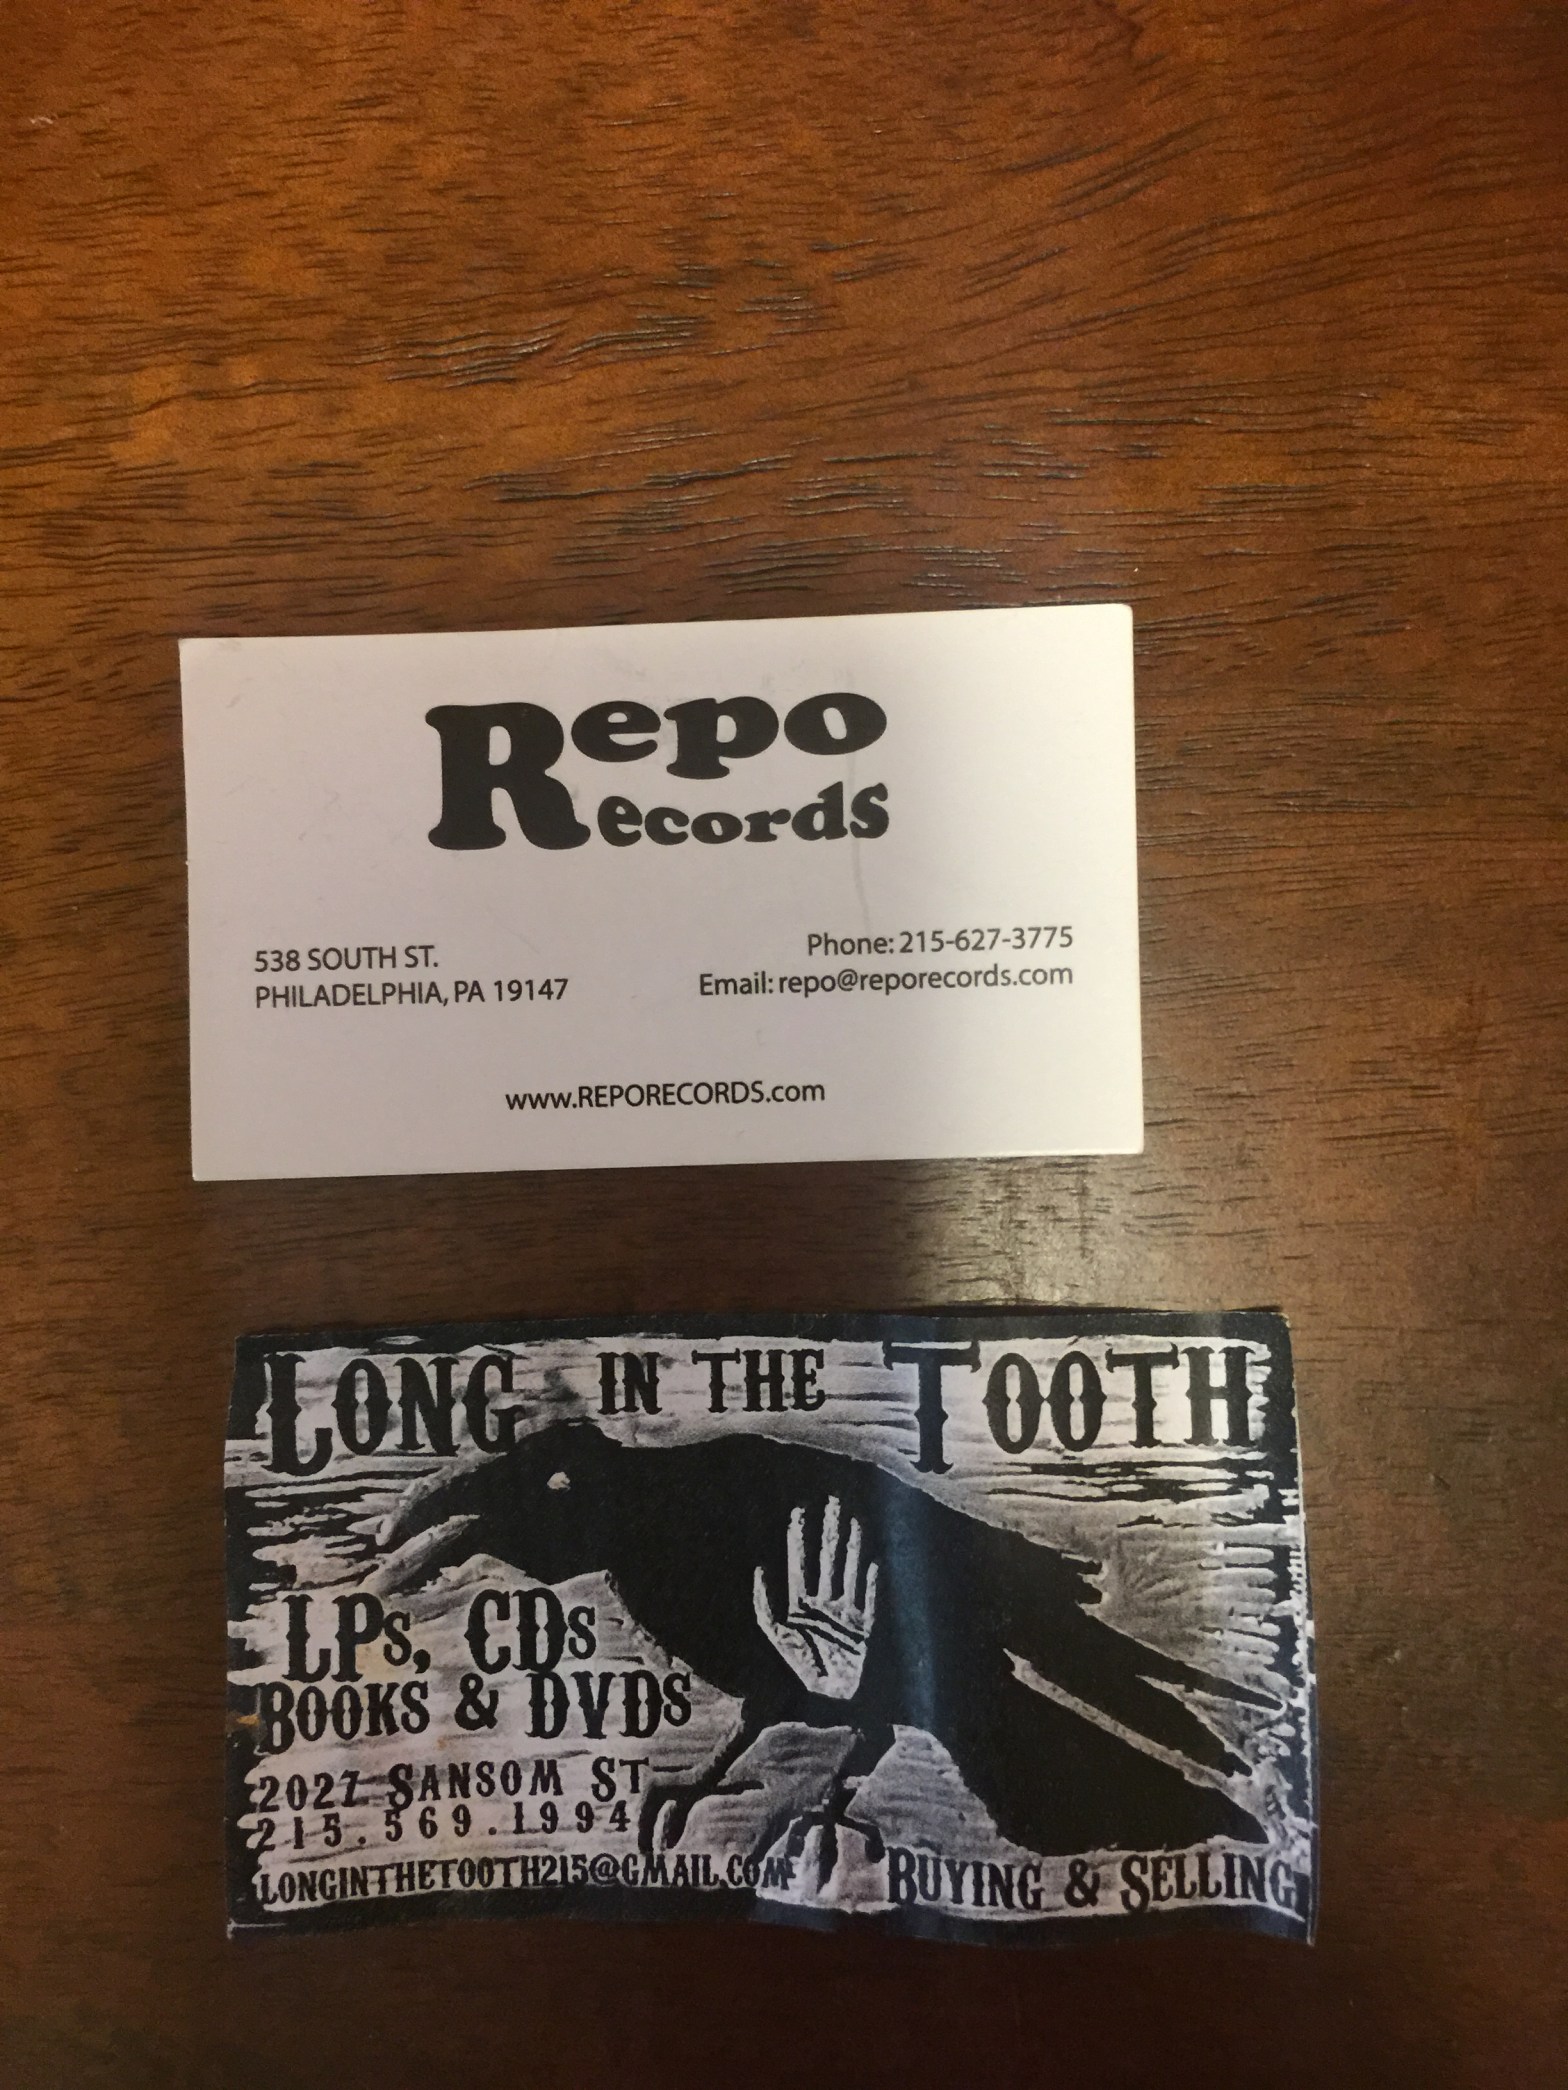 Repo
Records
538 SOUTH ST.
PHILADELPHIA, PA 19147
Phone: 215-627-3775
Email: repo@reporecords.com
www.REPORECORDS.com
LONG IN THE TOOTH
LPs, CDs
BOOKS & DVDs
2027 SANSOM ST
215.569.1994
LONGINTHETOOTH215@GMAIL.COM
BUYING & SELLING